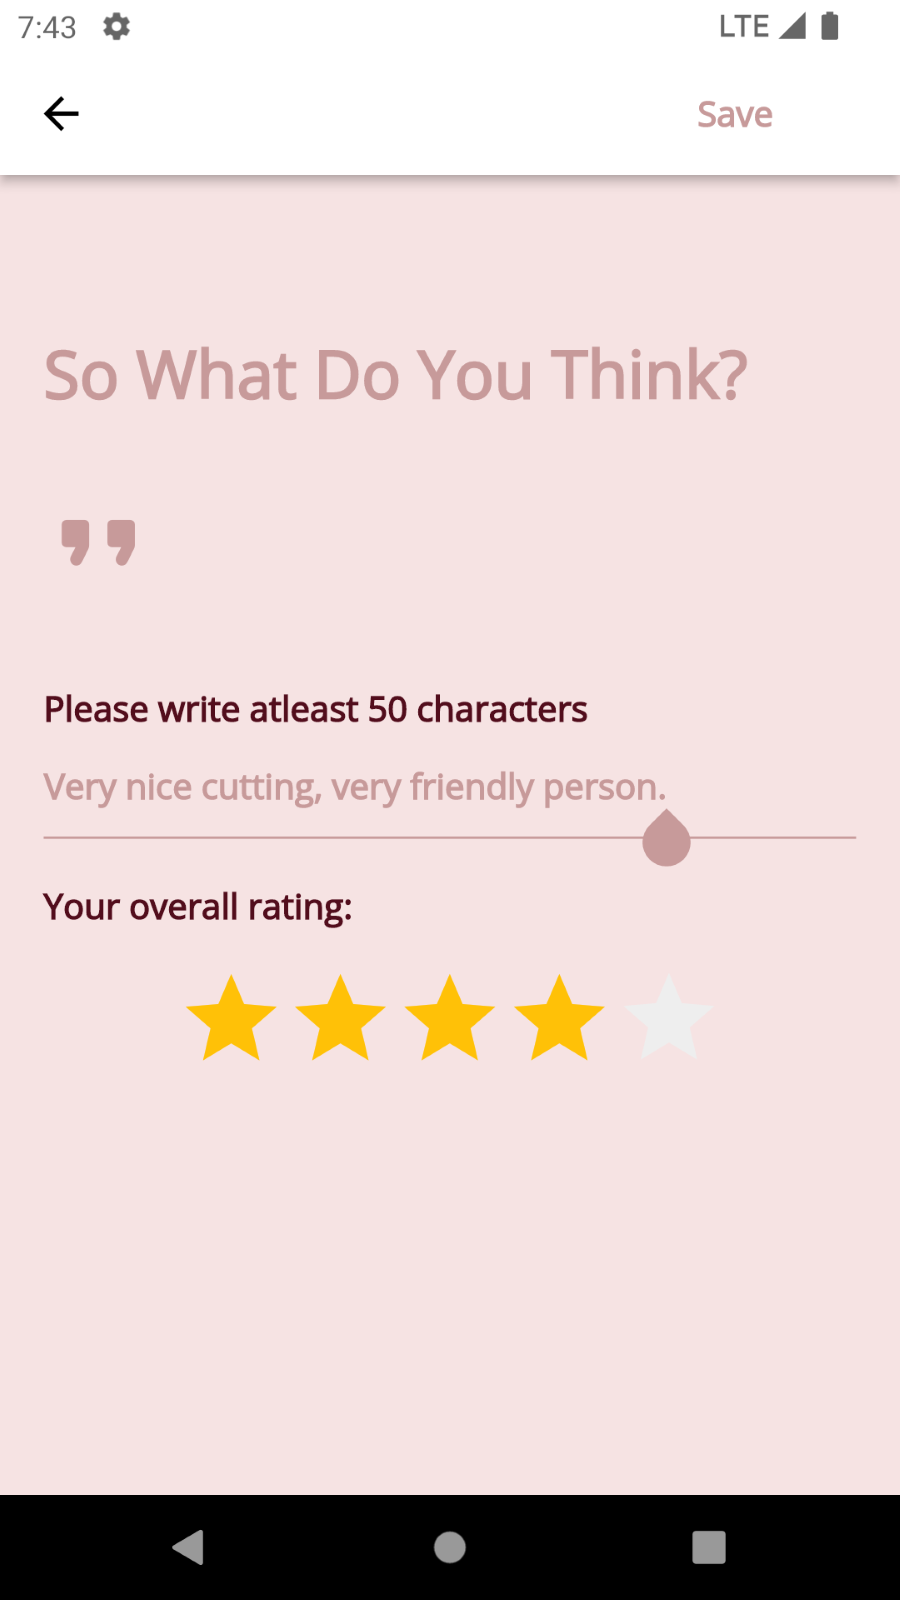 7:43 LTE
Save
So What Do You Think?
Please write atleast 50 characters
Very nice cutting, very friendly person.
Your overall rating: